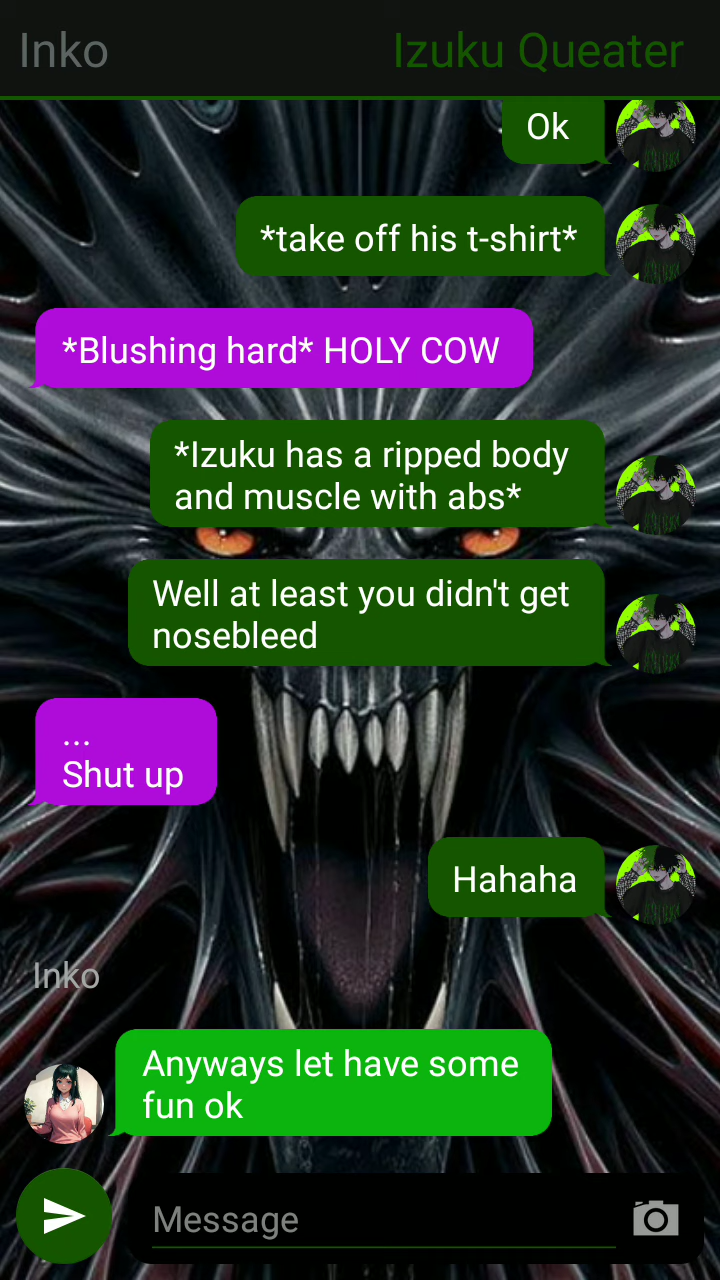 Inko
Izuku Queater
Ok
*take off his t-shirt*
*Blushing hard* HOLY COW
*Izuku has a ripped body
and muscle with abs*
Well at least you didn't get
nosebleed
...
Shut up
Hahaha
Inko
Anyways let have some
fun ok
Message